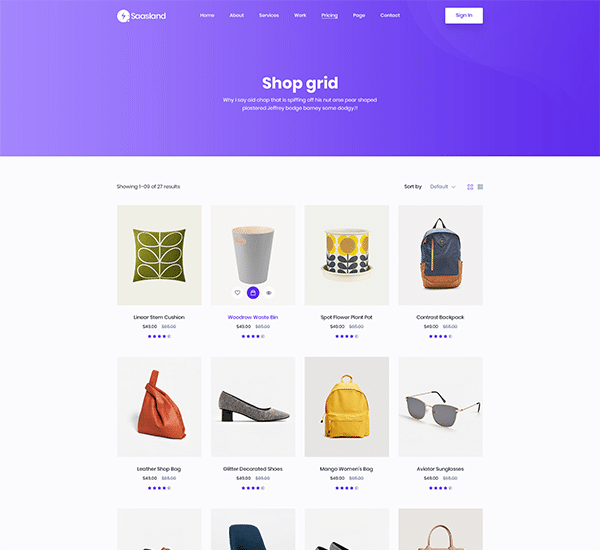 Saasland
Home About Services Work Pricing Page Contact
Sign In
Shop grid
Why I say old chap that is spiffing off his nut arse pear shaped
plastered Jeffrey bodge barney some dodgy.!!
Showing 1-09 of 27 results
Sort by Default
Linear Stem Cushion
$49.00 $65.00
Woodrow Waste Bin
$49.00 $65.00
Spot Flower Plant Pot
$49.00 $65.00
Contrast Backpack
$49.00 $65.00
Leather Shop Bag
$49.00 $65.00
Glitter Decorated Shoes
$49.00 $65.00
Mango Women's Bag
$49.00 $65.00
Aviator Sunglasses
$49.00 $65.00